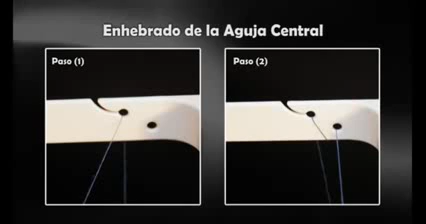 Enhebrado de la Aguja Central
Paso (1)
Paso (2)